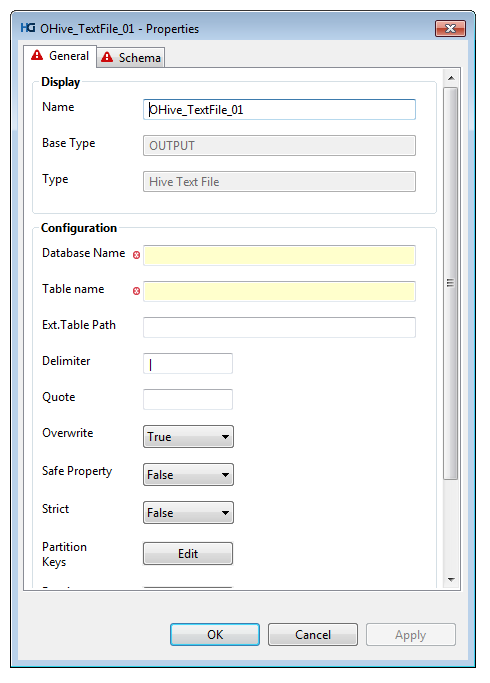 HG OHive_TextFile_01 - Properties
General Schema
Display
Name OHive_TextFile_01
Base Type OUTPUT
Type Hive Text File
Configuration
Database Name
Table name
Ext.Table Path
Delimiter |
Quote
Overwrite True
Safe Property False
Strict False
Partition
Keys Edit
OK Cancel Apply